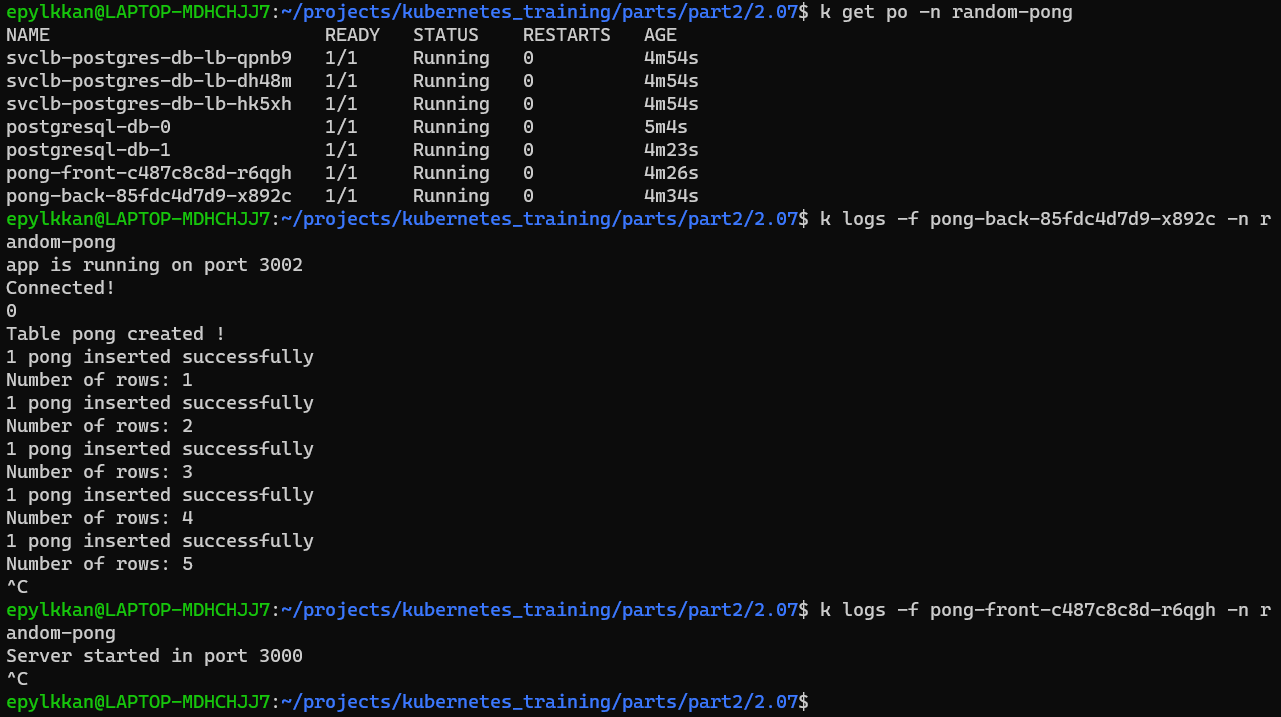 epylkkan@LAPTOP-MDHCHJJ7:~/projects/kubernetes_training/parts/part2/2.07$ k get po -n random-pong
NAME                         READY   STATUS    RESTARTS   AGE
svclb-postgres-db-lb-qpnb9   1/1     Running   0          4m54s
svclb-postgres-db-lb-dh48m   1/1     Running   0          4m54s
svclb-postgres-db-lb-hk5xh   1/1     Running   0          4m54s
postgresql-db-0              1/1     Running   0          5m4s
postgresql-db-1              1/1     Running   0          4m23s
pong-front-c487c8c8d-r6qgh   1/1     Running   0          4m26s
pong-back-85fdc4d7d9-x892c   1/1     Running   0          4m34s
epylkkan@LAPTOP-MDHCHJJ7:~/projects/kubernetes_training/parts/part2/2.07$ k logs -f pong-back-85fdc4d7d9-x892c -n r
andom-pong
app is running on port 3002
Connected!
0
Table pong created !
1 pong inserted successfully
Number of rows: 1
1 pong inserted successfully
Number of rows: 2
1 pong inserted successfully
Number of rows: 3
1 pong inserted successfully
Number of rows: 4
1 pong inserted successfully
Number of rows: 5
^C
epylkkan@LAPTOP-MDHCHJJ7:~/projects/kubernetes_training/parts/part2/2.07$ k logs -f pong-front-c487c8c8d-r6qgh -n r
andom-pong
Server started in port 3000
^C
epylkkan@LAPTOP-MDHCHJJ7:~/projects/kubernetes_training/parts/part2/2.07$